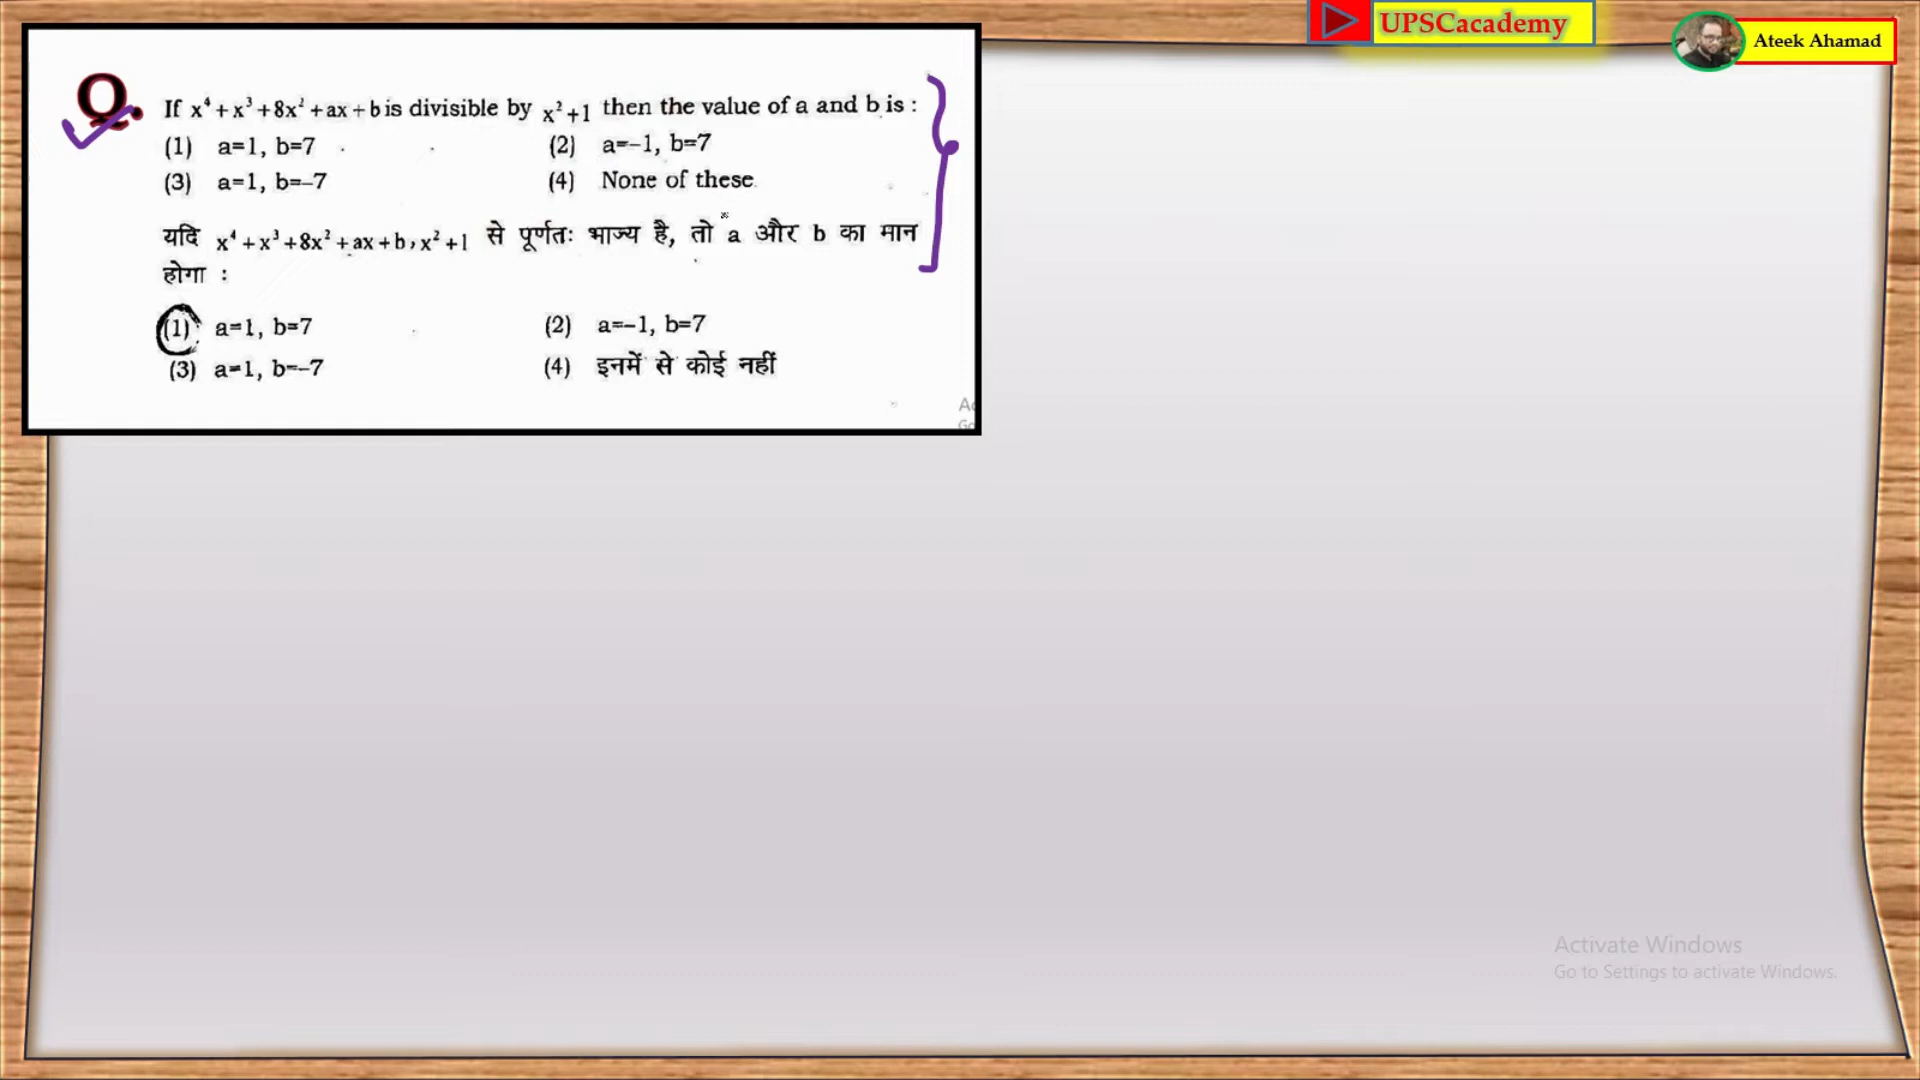 UPSCacademy
Ateek Ahamad
Q. If x⁴+x³+8x²+ax+b is divisible by x²+1 then the value of a and b is :
(1) a=1, b=7 (2) a=−1, b=7
(3) a=1, b=−7 (4) None of these
यदि x⁴+x³+8x²+ax+b, x²+1 से पूर्णतः भाज्य है, तो a और b का मान
होगा :
(1) a=1, b=7 (2) a=−1, b=7
(3) a=1, b=−7 (4) इनमें से कोई नहीं
Activate Windows
Go to Settings to activate Windows.